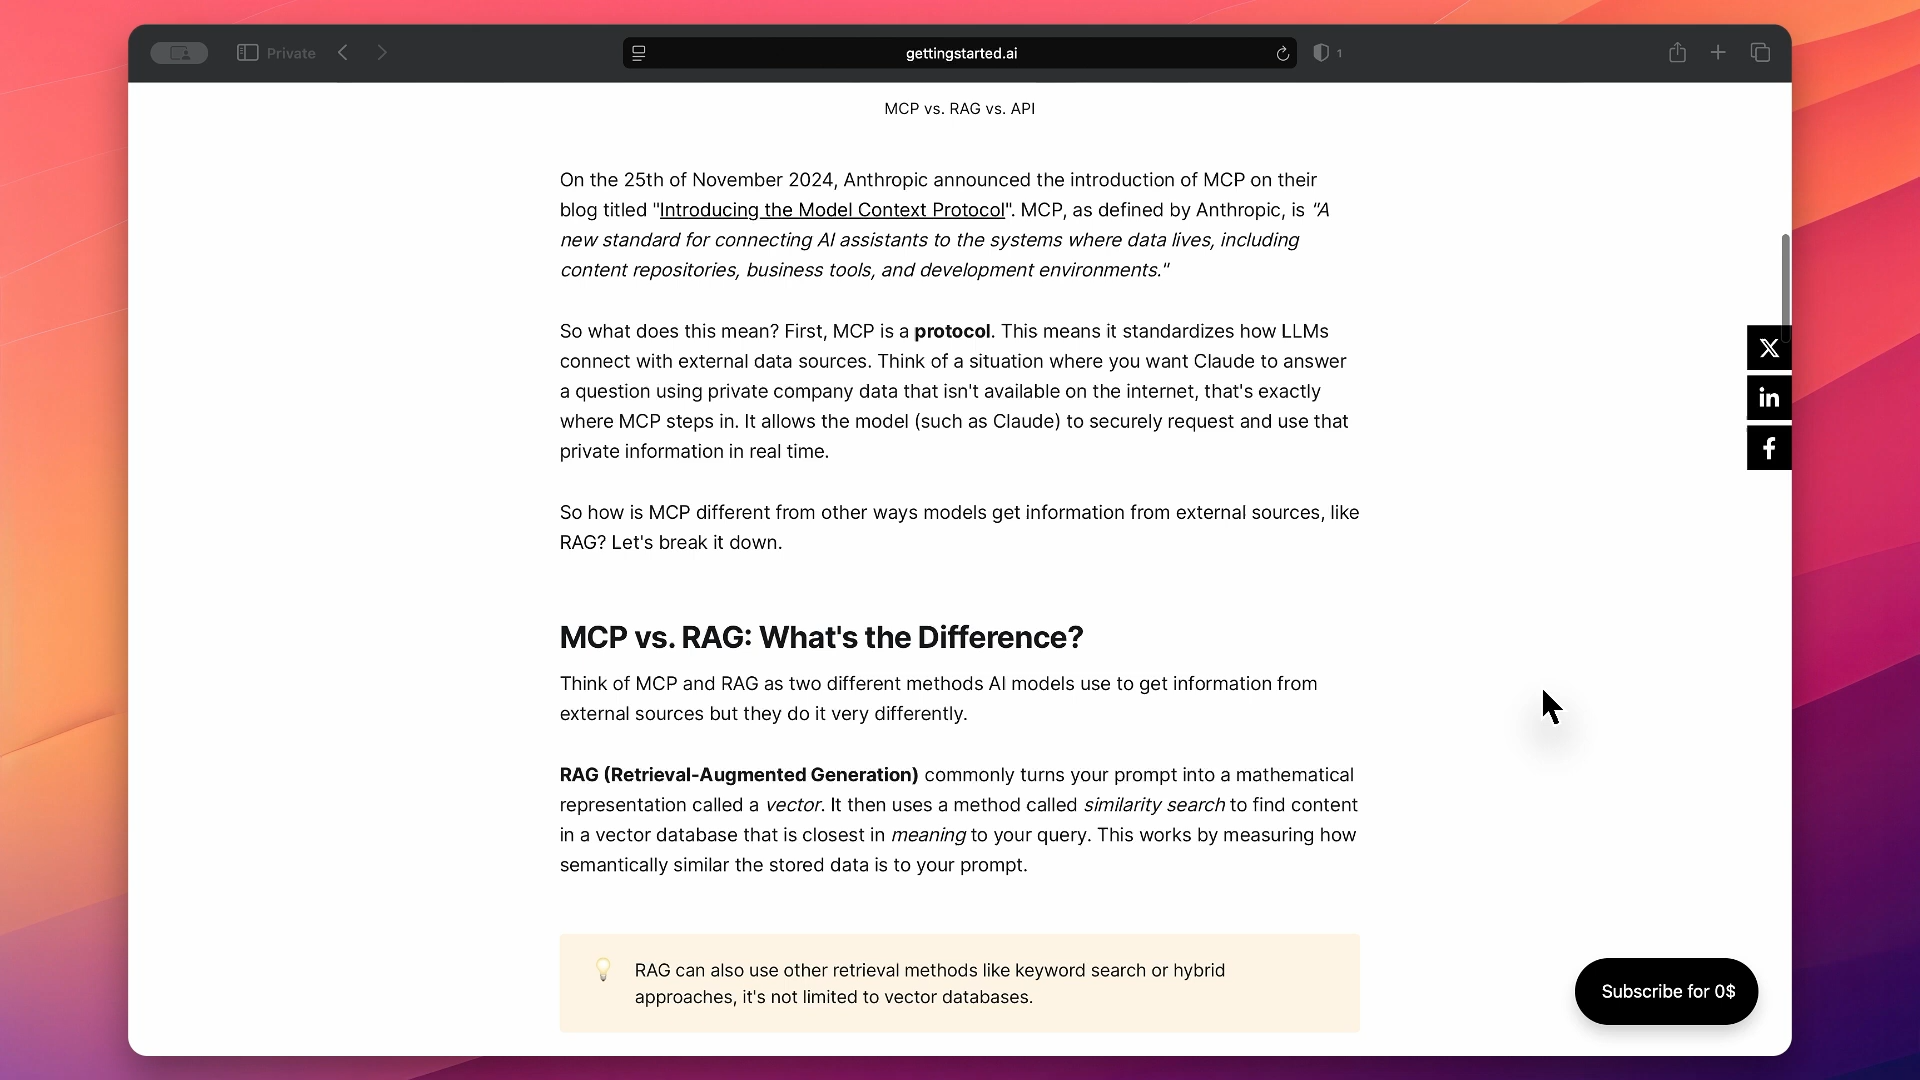 Private
gettingstarted.ai
1
MCP vs. RAG vs. API
On the 25th of November 2024, Anthropic announced the introduction of MCP on their
blog titled "Introducing the Model Context Protocol". MCP, as defined by Anthropic, is "A
new standard for connecting AI assistants to the systems where data lives, including
content repositories, business tools, and development environments."
So what does this mean? First, MCP is a protocol. This means it standardizes how LLMs
connect with external data sources. Think of a situation where you want Claude to answer
a question using private company data that isn't available on the internet, that's exactly
where MCP steps in. It allows the model (such as Claude) to securely request and use that
private information in real time.
So how is MCP different from other ways models get information from external sources, like
RAG? Let's break it down.
MCP vs. RAG: What's the Difference?
Think of MCP and RAG as two different methods AI models use to get information from
external sources but they do it very differently.
RAG (Retrieval-Augmented Generation) commonly turns your prompt into a mathematical
representation called a vector. It then uses a method called similarity search to find content
in a vector database that is closest in meaning to your query. This works by measuring how
semantically similar the stored data is to your prompt.
RAG can also use other retrieval methods like keyword search or hybrid
approaches, it's not limited to vector databases.
Subscribe for 0$